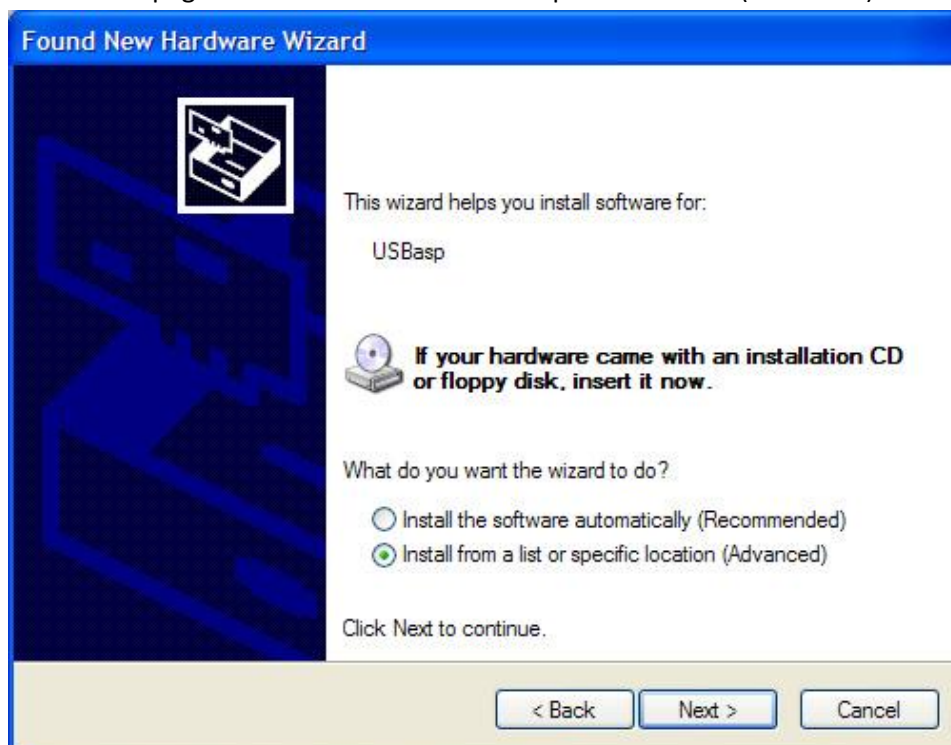 Found New Hardware Wizard
This wizard helps you install software for:
USBasp
If your hardware came with an installation CD
or floppy disk, insert it now.
What do you want the wizard to do?
Install the software automatically (Recommended)
Install from a list or specific location (Advanced)
Click Next to continue.
< Back Next > Cancel